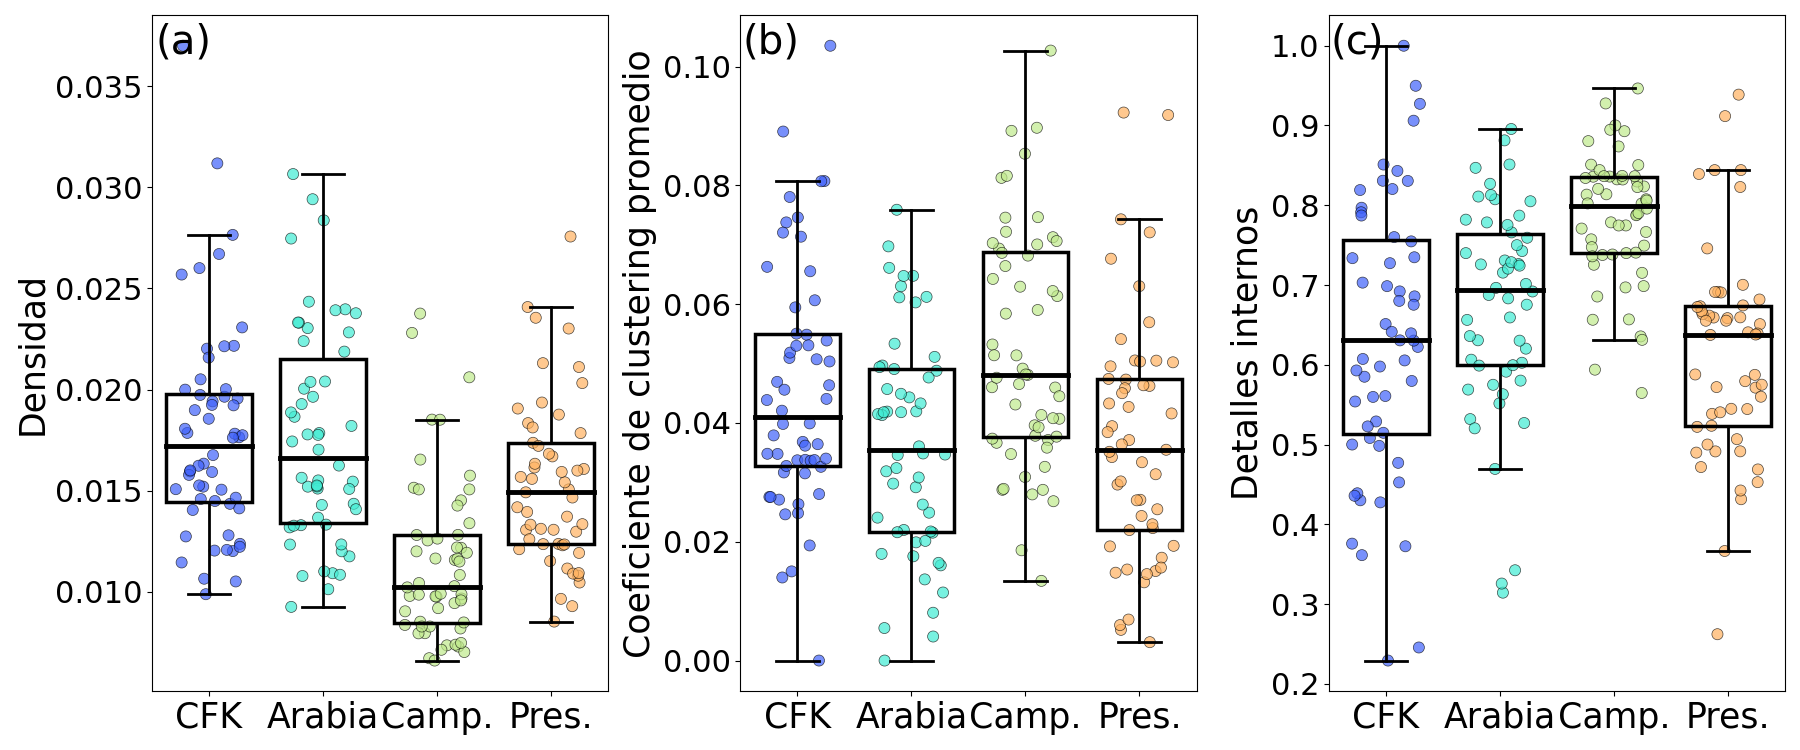 (a)
Densidad
0.035
0.030
0.025
0.020
0.015
0.010
CFK Arabia Camp. Pres.
(b)
Coeficiente de clustering promedio
0.10
0.08
0.06
0.04
0.02
0.00
CFK Arabia Camp. Pres.
(c)
Detalles internos
1.0
0.9
0.8
0.7
0.6
0.5
0.4
0.3
0.2
CFK Arabia Camp. Pres.